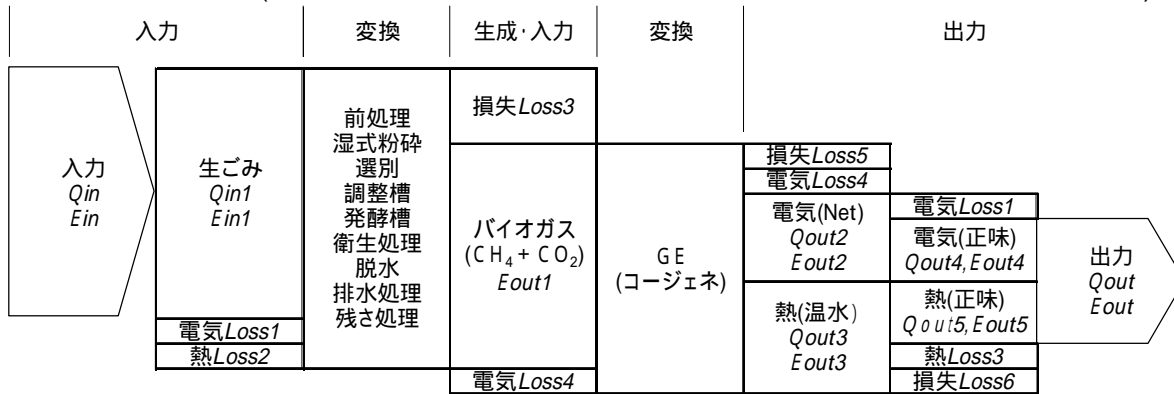 入力 変換 生成・入力 変換 出力
入力
Qin
Ein
生ごみ
Qin1
Ein1
電気Loss1
熱Loss2
前処理
湿式粉砕
選別
調整槽
発酵槽
衛生処理
脱水
排水処理
残さ処理
損失Loss3
バイオガス
(CH₄+CO₂)
Eout1
電気Loss4
GE
(コージェネ)
損失Loss5
電気Loss4
電気(Net)
Qout2
Eout2
熱(温水)
Qout3
Eout3
電気Loss1
電気(正味)
Qout4,Eout4
熱(正味)
Qout5,Eout5
熱Loss3
損失Loss6
出力
Qout
Eout